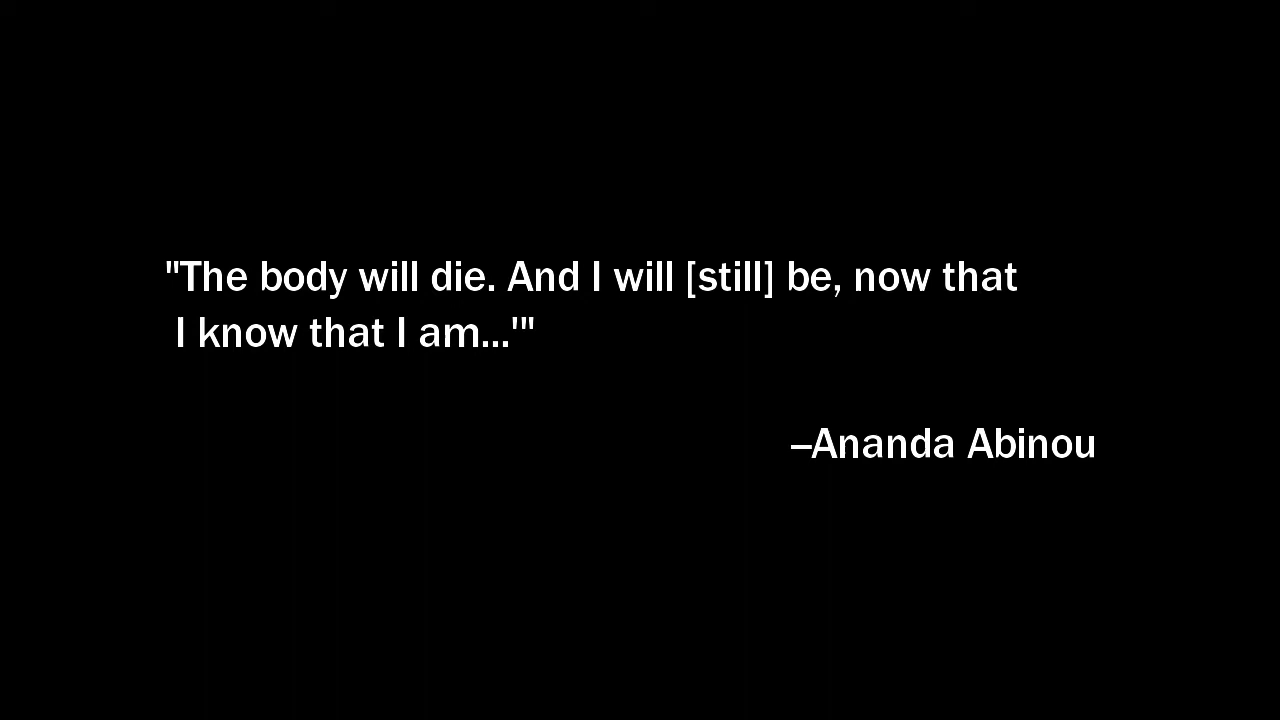 "The body will die. And I will [still] be, now that
I know that I am...'"
–Ananda Abinou